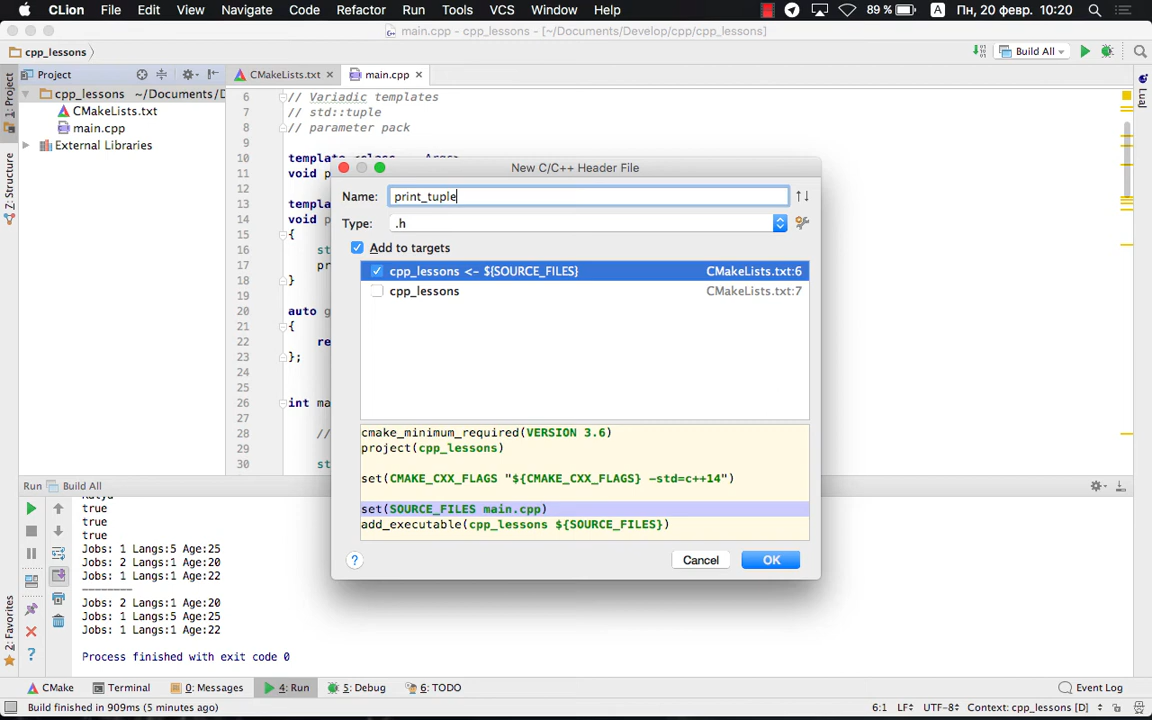 CLion File Edit View Navigate Code Refactor Tools VCS Window Help 89 % A Пн, 20 февр. 10:20
main.cpp - cpp_lessons - [~/Documents/Develop/cpp/cpp_lessons]
cpp_lessons Build All
Project CMakeLists.txt main.cpp
1: Project
Z: Structure
2: Favorites
Lua
cpp_lessons ~/Documents/D
CMakeLists.txt
main.cpp
External Libraries
6 // Variadic templates
7 // std::tuple
8 // parameter pack
9
10 template <class ... Args>
11 void p
12
13 templa
14 void p
15 {
16 st
17 pr
18 }
19
20 auto g
21 {
22 re
23 };
24
25
26 int ma
27
28 //
29
30 st
New C/C++ Header File
Name: print_tuple
Type: .h
Add to targets
cpp_lessons <- ${SOURCE_FILES} CMakeLists.txt:6
cpp_lessons CMakeLists.txt:7
cmake_minimum_required(VERSION 3.6)
project(cpp_lessons)
set(CMAKE_CXX_FLAGS "${CMAKE_CXX_FLAGS} -std=c++14")
set(SOURCE_FILES main.cpp)
add_executable(cpp_lessons ${SOURCE_FILES})
? Cancel OK
Run Build All
Katya
true
true
true
Jobs: 1 Langs:5 Age:25
Jobs: 2 Langs:1 Age:20
Jobs: 1 Langs:1 Age:22
--------
Jobs: 2 Langs:1 Age:20
Jobs: 1 Langs:5 Age:25
Jobs: 1 Langs:1 Age:22
Process finished with exit code 0
CMake Terminal 0: Messages 4: Run 5: Debug 6: TODO Event Log
Build finished in 909ms (5 minutes ago) 6:1 LF UTF-8 Context: cpp_lessons [D]